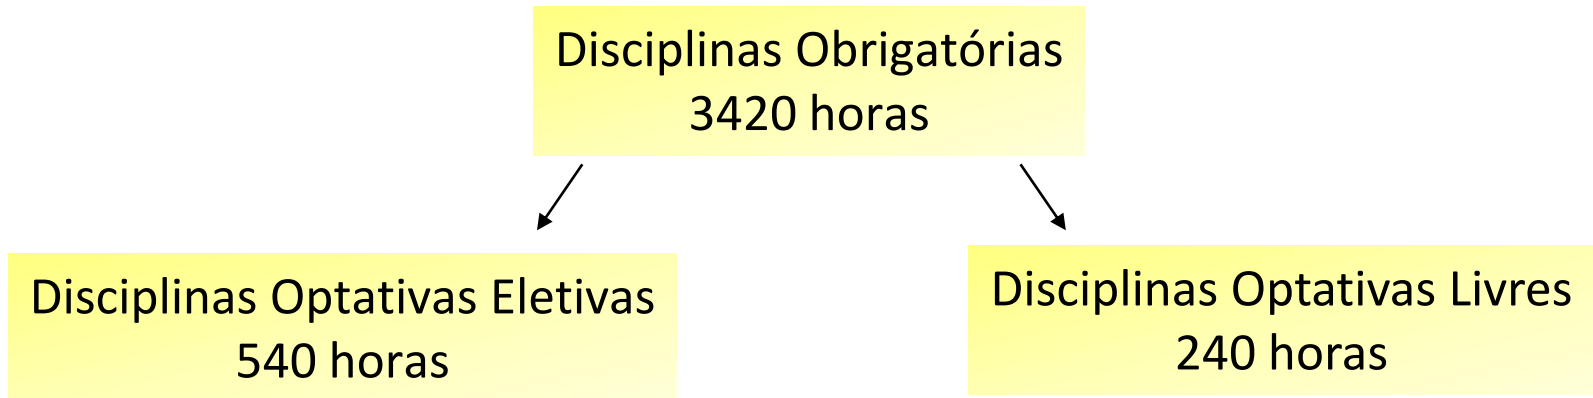 Disciplinas Obrigatórias
3420 horas
Disciplinas Optativas Eletivas
540 horas
Disciplinas Optativas Livres
240 horas